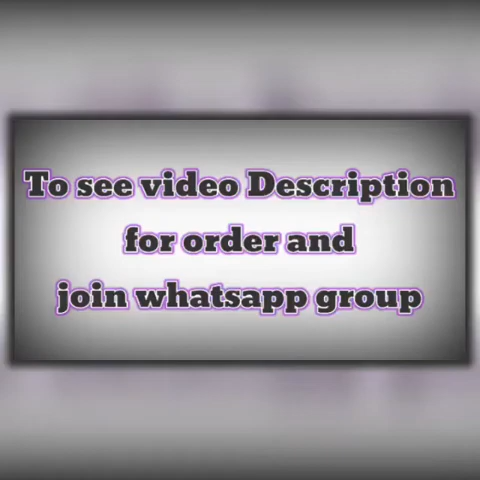 To see video Description
for order and
join whatsapp group